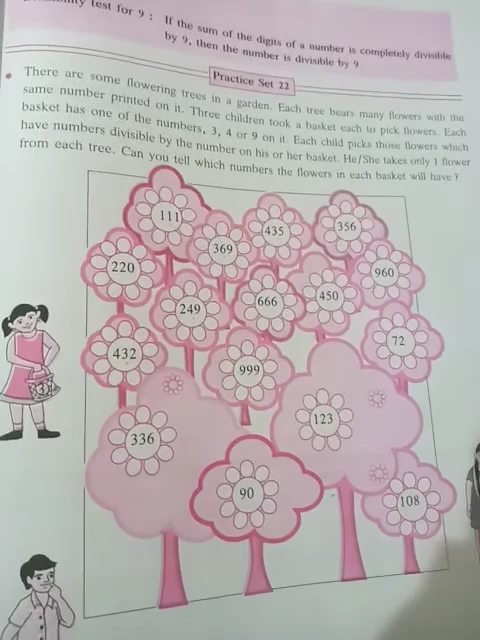 test for 9 : If the sum of the digits of a number is completely divisible
by 9, then the number is divisible by 9.
Practice Set 22
• There are some flowering trees in a garden. Each tree bears many flowers with the
same number printed on it. Three children took a basket each to pick flowers. Each
basket has one of the numbers, 3, 4 or 9 on it. Each child picks those flowers which
have numbers divisible by the number on his or her basket. He/She takes only 1 flower
from each tree. Can you tell which numbers the flowers in each basket will have ?
111
435
356
369
220
960
249
666
450
432
72
999
3
336
123
90
108